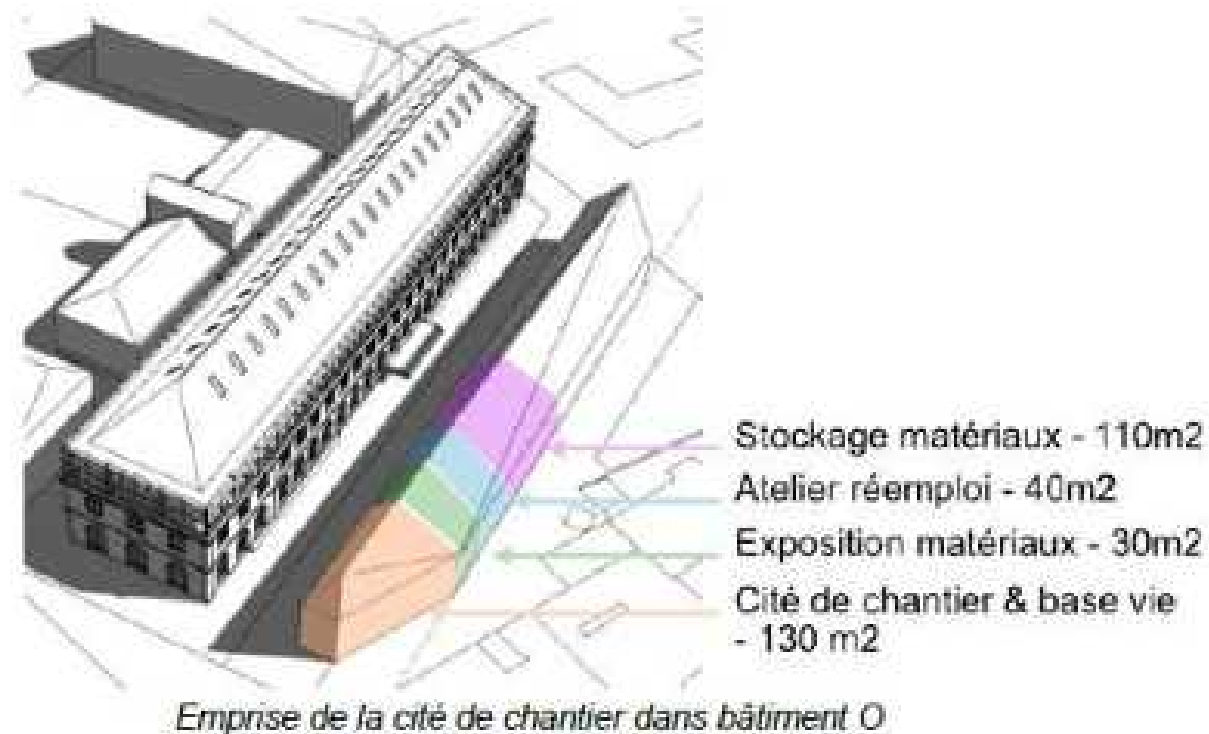 Stockage matériaux - 110m2
Atelier réemploi - 40m2
Exposition matériaux - 30m2
Cité de chantier & base vie
- 130 m2
Emprise de la cité de chantier dans bâtiment O